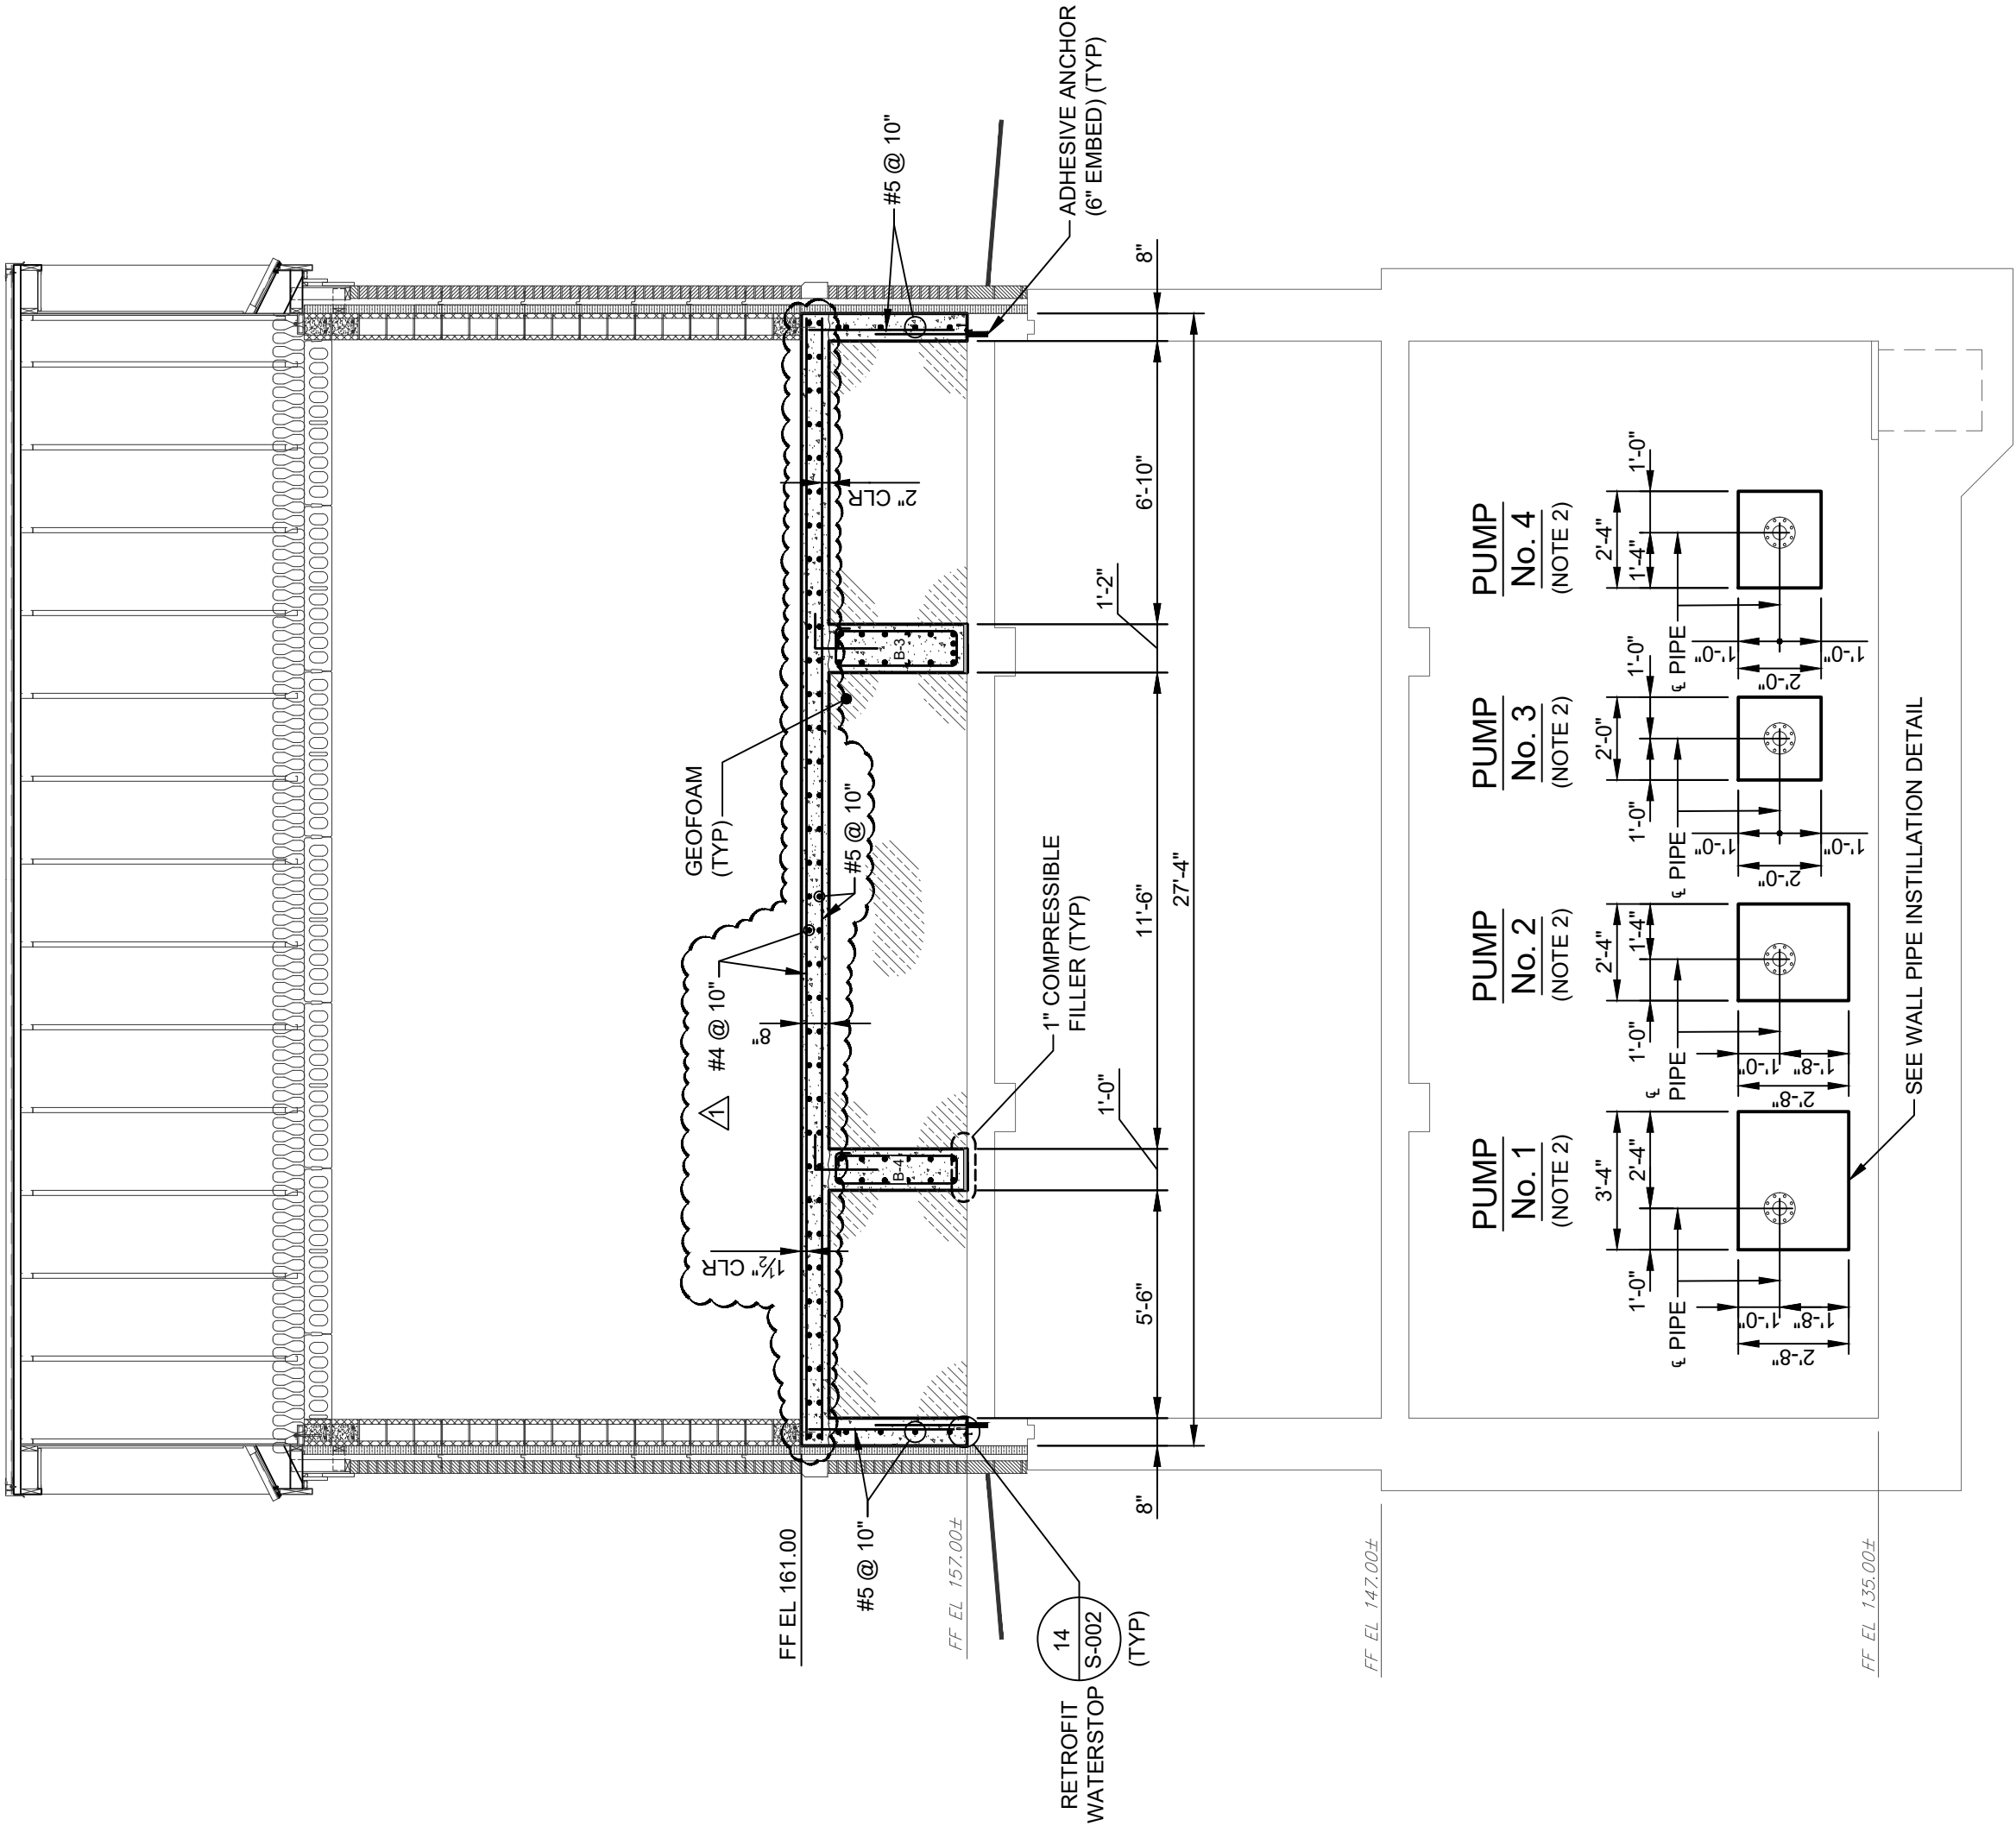 #5 @ 10"
ADHESIVE ANCHOR
(6" EMBED) (TYP)
8"
2" CLR
6'-10"
1'-2"
B-3
GEOFOAM
(TYP)
#5 @ 10"
#4 @ 10"
8"
1
1" COMPRESSIBLE
FILLER (TYP)
11'-6"
27'-4"
1'-0"
B-4
1½" CLR
5'-6"
8"
FF EL 161.00
#5 @ 10"
FF EL 157.00±
14
S-002
(TYP)
RETROFIT
WATERSTOP
FF EL 147.00±
FF EL 135.00±
PUMP
No. 1
(NOTE 2)
3'-4"
2'-4"
1'-0"
℄ PIPE
1'-0"
1'-8"
2'-8"
PUMP
No. 2
(NOTE 2)
2'-4"
1'-4"
1'-0"
℄
PIPE
1'-0"
1'-8"
2'-8"
PUMP
No. 3
(NOTE 2)
2'-0"
1'-0"
1'-0"
℄ PIPE
1'-0"
1'-0"
2'-0"
PUMP
No. 4
(NOTE 2)
2'-4"
1'-0"
1'-4"
℄ PIPE
1'-0"
1'-0"
2'-0"
SEE WALL PIPE INSTILLATION DETAIL